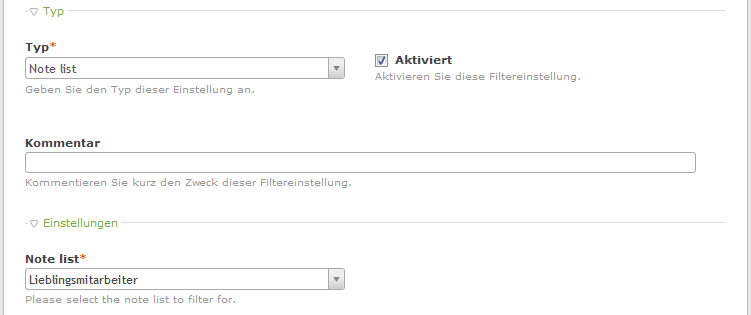 Typ
Typ*
Note list
Aktiviert
Geben Sie den Typ dieser Einstellung an.
Aktivieren Sie diese Filtereinstellung.
Kommentar
Kommentieren Sie kurz den Zweck dieser Filtereinstellung.
Einstellungen
Note list*
Lieblingsmitarbeiter
Please select the note list to filter for.